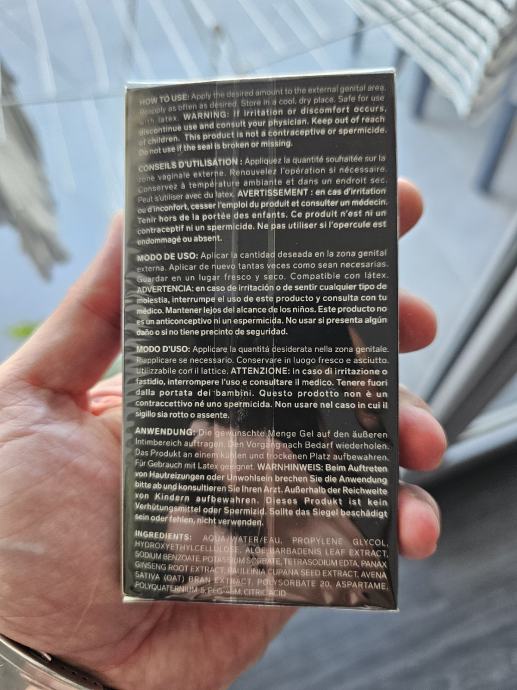 HOW TO USE: Apply the desired amount to the external genital area.
Reapply as often as desired. Store in a cool, dry place. Safe for use
with latex. WARNING: If irritation or discomfort occurs,
discontinue use and consult your physician. Keep out of reach
of children. This product is not a contraceptive or spermicide.
Do not use if the seal is broken or missing.
CONSEILS D'UTILISATION : Appliquez la quantité souhaitée sur la
zone vaginale externe. Renouvelez l'opération si nécessaire.
Conservez à température ambiante et dans un endroit sec.
Peut s'utiliser avec du latex. AVERTISSEMENT : en cas d'irritation
ou d'inconfort, cesser l'emploi du produit et consulter un médecin.
Tenir hors de la portée des enfants. Ce produit n'est ni un
contraceptif ni un spermicide. Ne pas utiliser si l'opercule est
endommagé ou absent.
MODO DE USO: Aplicar la cantidad deseada en la zona genital
externa. Aplicar de nuevo tantas veces como sean necesarias.
Guardar en un lugar fresco y seco. Compatible con látex.
ADVERTENCIA: en caso de irritación o de sentir cualquier tipo de
molestia, interrumpe el uso de este producto y consulta con tu
médico. Mantener lejos del alcance de los niños. Este producto no
es un anticonceptivo ni un espermicida. No usar si presenta algún
daño o si no tiene precinto de seguridad.
MODO D'USO: Applicare la quantità desiderata nella zona genitale.
Riapplicare se necessario. Conservare in luogo fresco e asciutto.
Utilizzabile con il lattice. ATTENZIONE: in caso di irritazione o
fastidio, interrompere l'uso e consultare il medico. Tenere fuori
dalla portata dei bambini. Questo prodotto non è un
contraccettivo né uno spermicida. Non usare nel caso in cui il
sigillo sia rotto o assente.
ANWENDUNG: Die gewünschte Menge Gel auf den äußeren
Intimbereich auftragen. Den Vorgang nach Bedarf wiederholen.
Das Produkt an einem kühlen und trockenen Platz aufbewahren.
Für Gebrauch mit Latex geeignet. WARNHINWEIS: Beim Auftreten
von Hautreizungen oder Unwohlsein brechen Sie die Anwendung
bitte ab und konsultieren Sie Ihren Arzt. Außerhalb der Reichweite
von Kindern aufbewahren. Dieses Produkt ist kein
Verhütungsmittel oder Spermizid. Sollte das Siegel beschädigt
sein oder fehlen, nicht verwenden.
INGREDIENTS: AQUA/WATER/EAU, PROPYLENE GLYCOL,
HYDROXYETHYLCELLULOSE, ALOE BARBADENIS LEAF EXTRACT,
SODIUM BENZOATE, POTASSIUM SORBATE, TETRASODIUM EDTA, PANAX
GINSENG ROOT EXTRACT, PAULLINIA CUPANA SEED EXTRACT, AVENA
SATIVA (OAT) BRAN EXTRACT, POLYSORBATE 20, ASPARTAME,
POLYQUATERNIUM-5, PEG-45M, CITRIC ACID